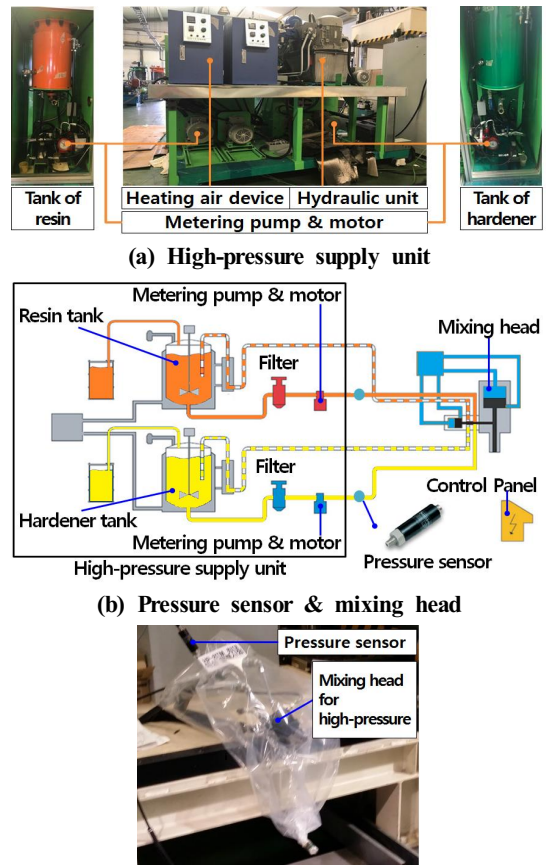 Tank of
resin
Heating air device
Hydraulic unit
Metering pump & motor
Tank of
hardener
(a) High-pressure supply unit
Metering pump & motor
Resin tank
Mixing head
Filter
Filter
Hardener tank
Control Panel
Metering pump & motor
Pressure sensor
High-pressure supply unit
(b) Pressure sensor & mixing head
Pressure sensor
Mixing head
for
high-pressure